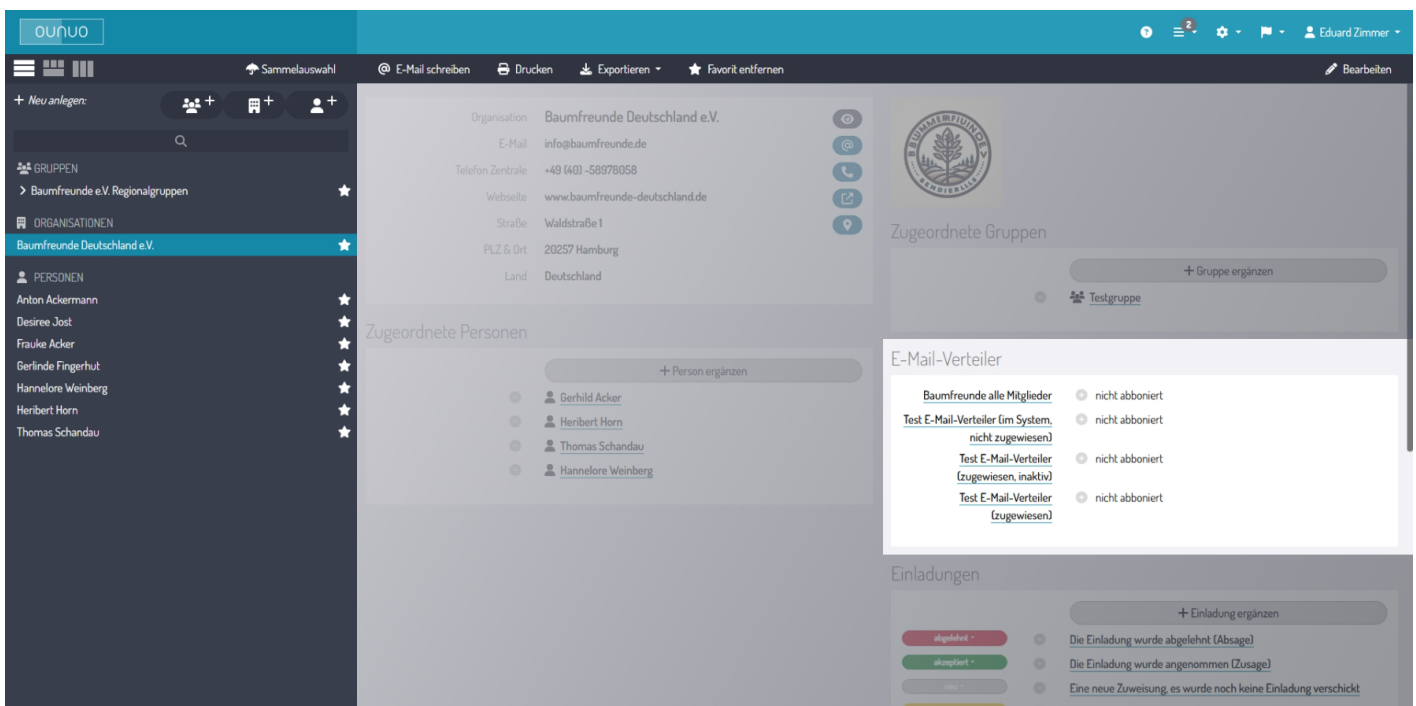 ounuo
2
Eduard Zimmer
Sammelauswahl
E-Mail schreiben
Drucken
Exportieren
Favorit entfernen
Bearbeiten
+ Neu anlegen:
GRUPPEN
Baumfreunde e.V. Regionalgruppen
ORGANISATIONEN
Baumfreunde Deutschland e.V.
PERSONEN
Anton Ackermann
Desiree Jost
Frauke Acker
Gerlinde Fingerhut
Hannelore Weinberg
Heribert Horn
Thomas Schandau
Organisation Baumfreunde Deutschland e.V.
E-Mail info@baumfreunde.de
Telefon Zentrale +49 (40) -58978058
Webseite www.baumfreunde-deutschland.de
Straße Waldstraße 1
PLZ & Ort 20257 Hamburg
Land Deutschland
Zugeordnete Personen
+ Person ergänzen
Gerhild Acker
Heribert Horn
Thomas Schandau
Hannelore Weinberg
Zugeordnete Gruppen
+ Gruppe ergänzen
Testgruppe
E-Mail-Verteiler
Baumfreunde alle Mitglieder nicht abboniert
Test E-Mail-Verteiler (im System, nicht abboniert
nicht zugewiesen)
Test E-Mail-Verteiler nicht abboniert
(zugewiesen, inaktiv)
Test E-Mail-Verteiler nicht abboniert
(zugewiesen)
Einladungen
+ Einladung ergänzen
abgelehnt Die Einladung wurde abgelehnt (Absage)
akzeptiert Die Einladung wurde angenommen (Zusage)
neu Eine neue Zuweisung, es wurde noch keine Einladung verschickt